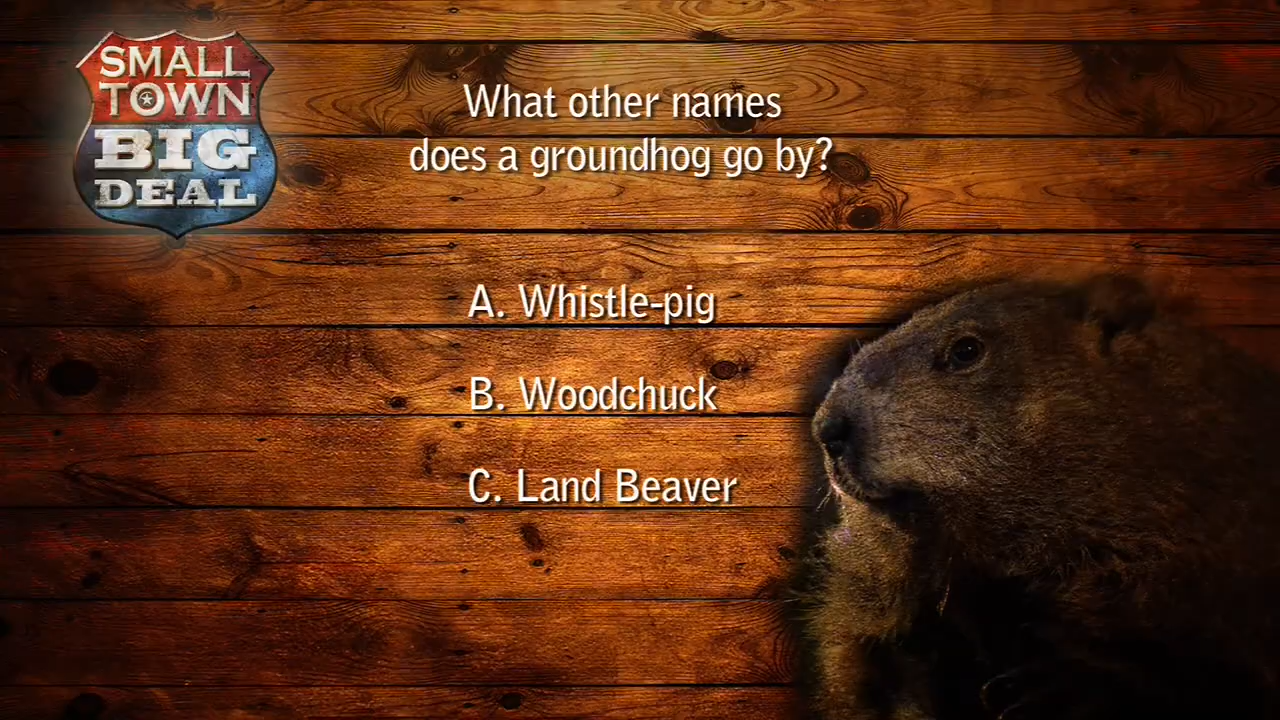 SMALL
TOWN
BIG
DEAL
What other names
does a groundhog go by?
A. Whistle-pig
B. Woodchuck
C. Land Beaver